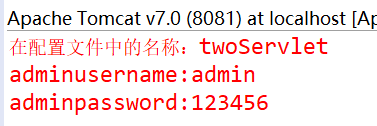 Apache Tomcat v7.0 (8081) at localhost [Ap
在配置文件中的名称：twoServlet
adminusername:admin
adminpassword:123456